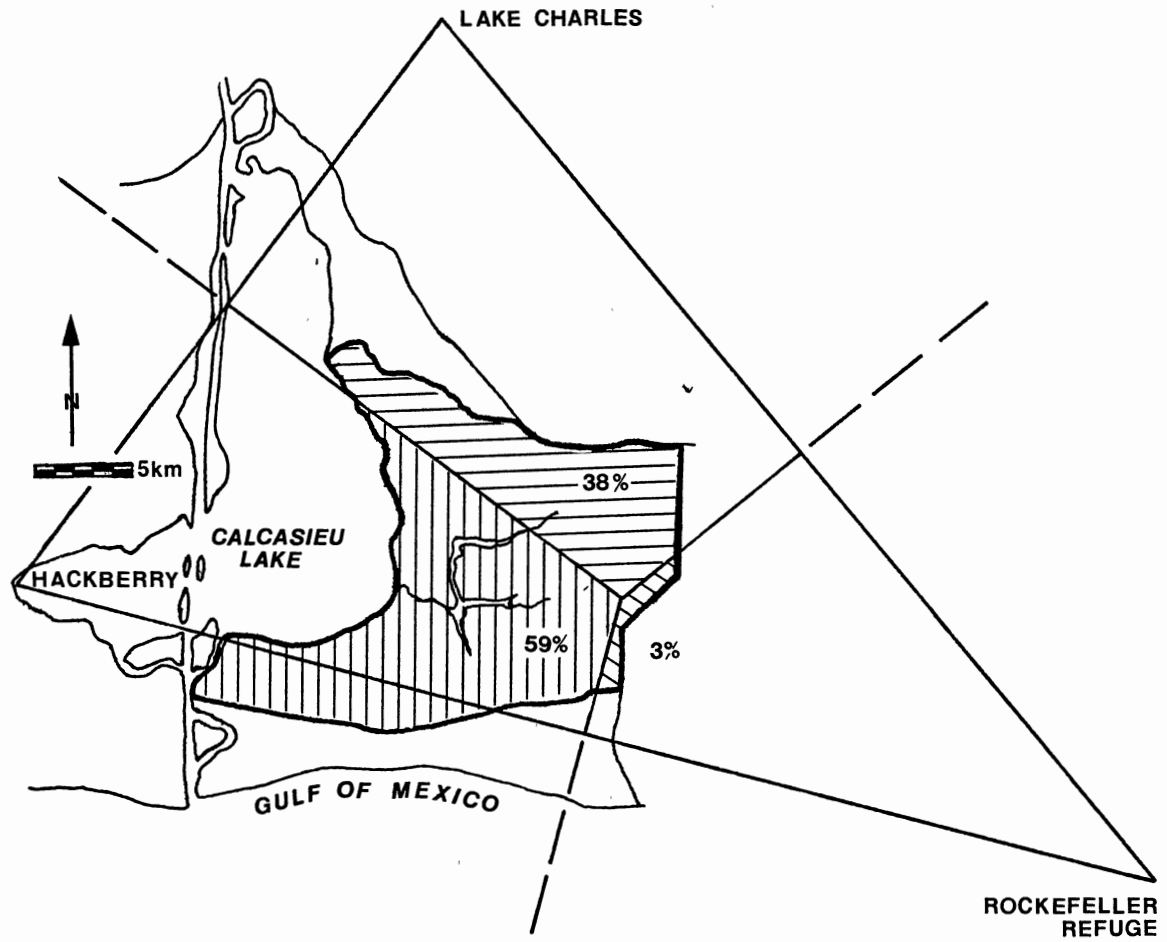 LAKE CHARLES
N
5km
38%
CALCASIEU
LAKE
HACKBERRY
59%
3%
GULF OF MEXICO
ROCKEFELLER
REFUGE